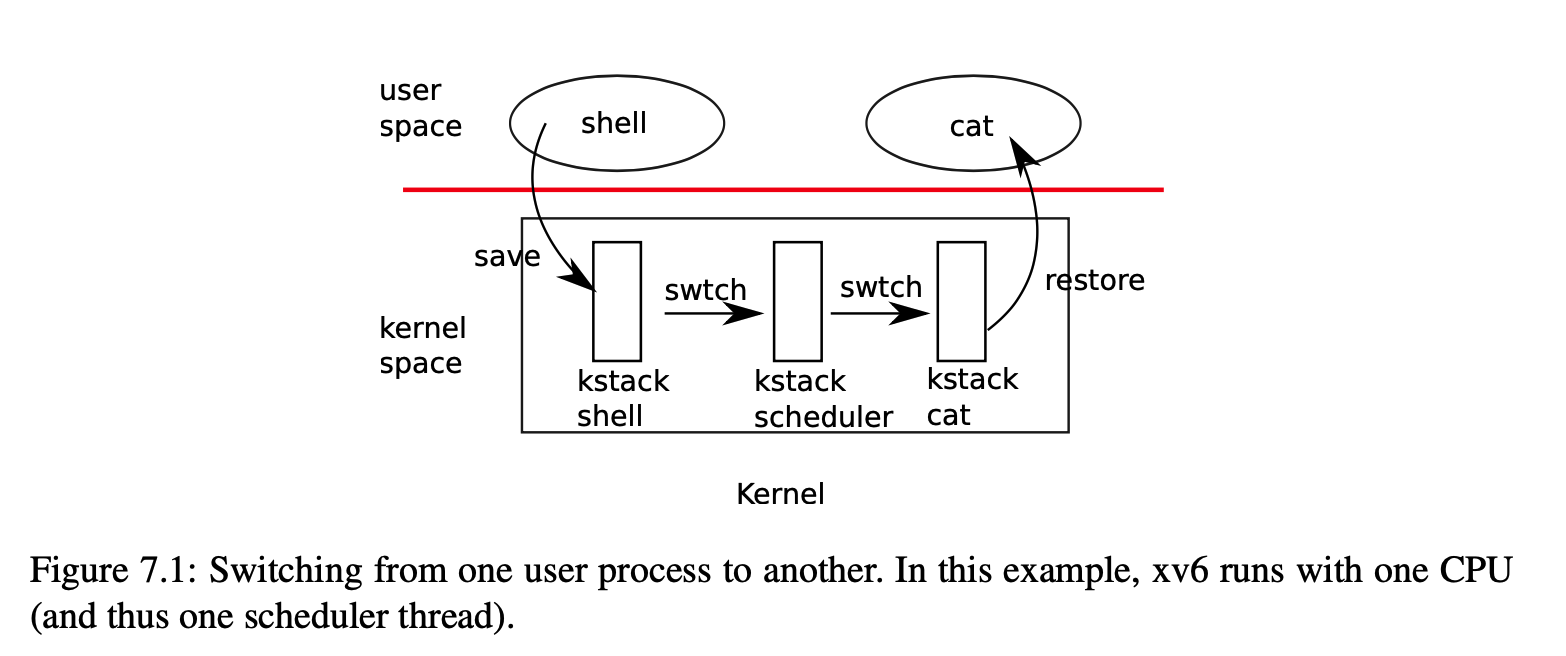 user
space
shell
cat
save
swtch
swtch
restore
kernel
space
kstack
shell
kstack
scheduler
kstack
cat
Kernel
Figure 7.1: Switching from one user process to another. In this example, xv6 runs with one CPU
(and thus one scheduler thread).